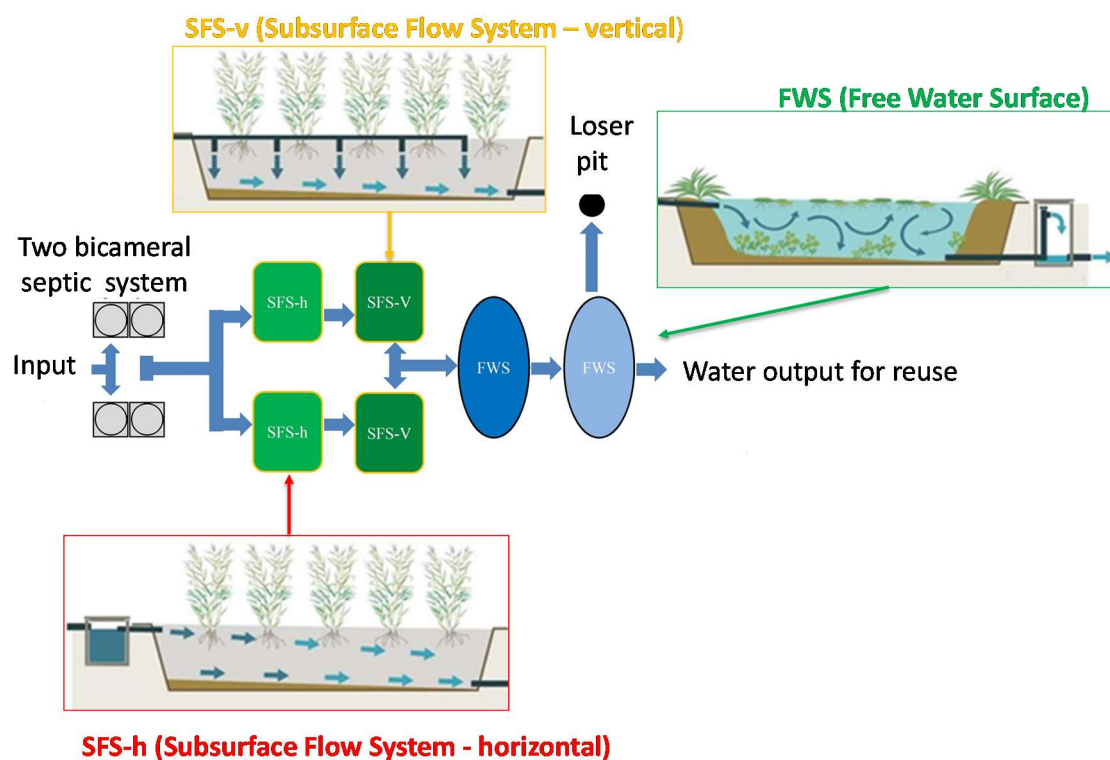 SFS-v (Subsurface Flow System – vertical)
FWS (Free Water Surface)
Loser
pit
Two bicameral
septic system
Input
SFS-h
SFS-V
SFS-h
SFS-V
FWS
FWS
Water output for reuse
SFS-h (Subsurface Flow System - horizontal)